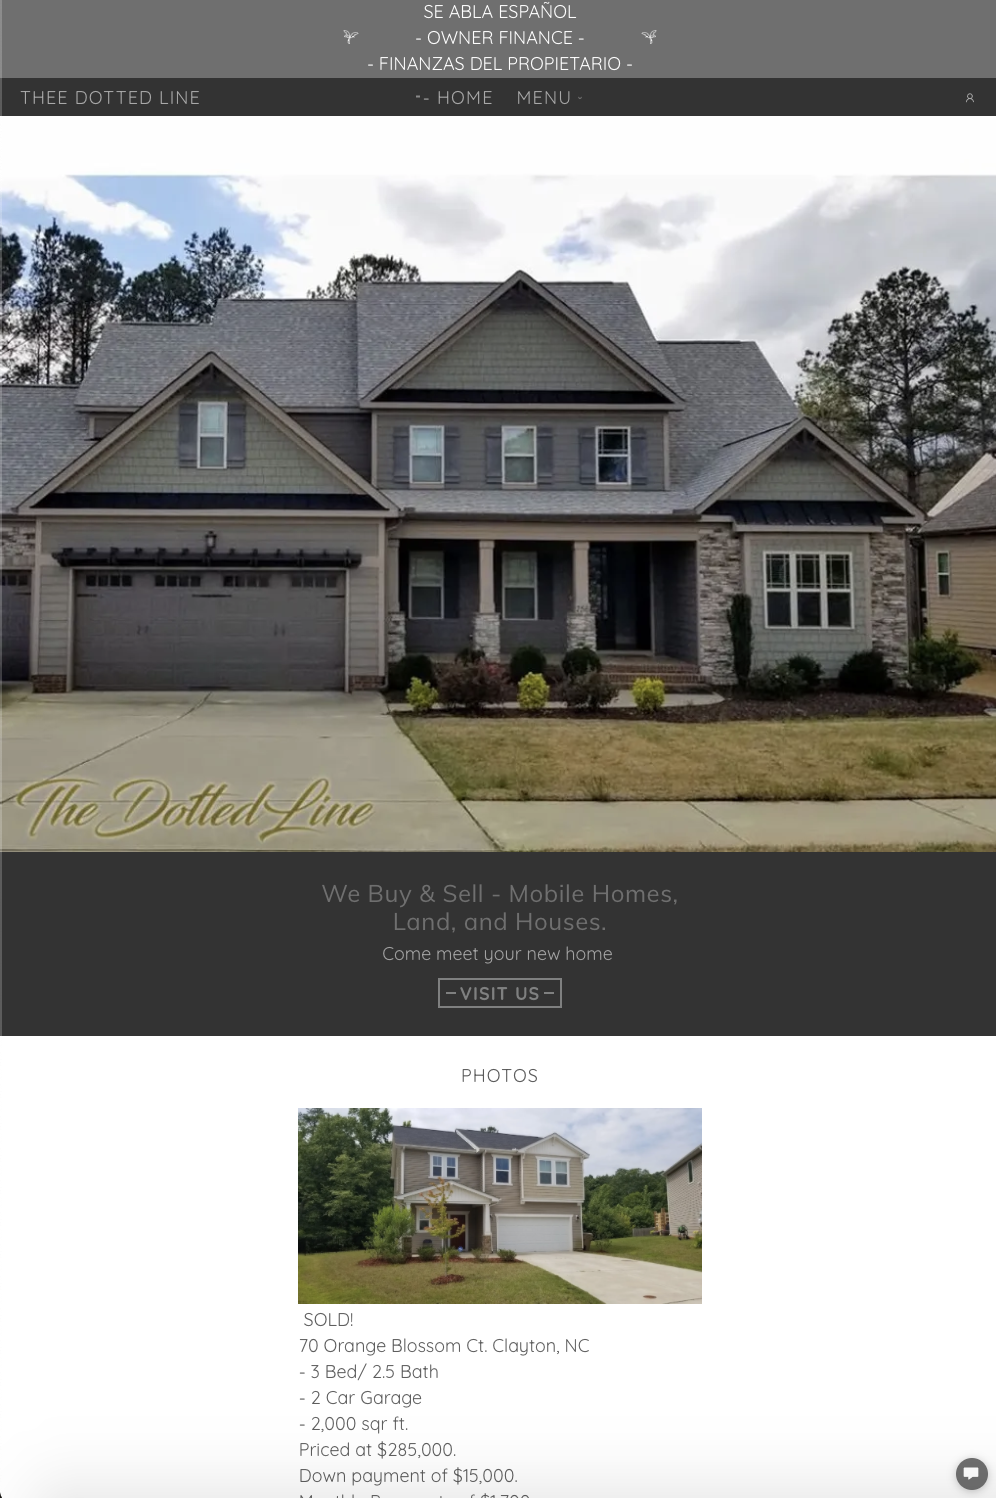 SE ABLA ESPAÑOL
- OWNER FINANCE -
- FINANZAS DEL PROPIETARIO -
THEE DOTTED LINE
- HOME
MENU
The Dotted Line
We Buy & Sell - Mobile Homes,
Land, and Houses.
Come meet your new home
VISIT US
PHOTOS
SOLD!
70 Orange Blossom Ct. Clayton, NC
- 3 Bed/ 2.5 Bath
- 2 Car Garage
- 2,000 sqr ft.
Priced at $285,000.
Down payment of $15,000.